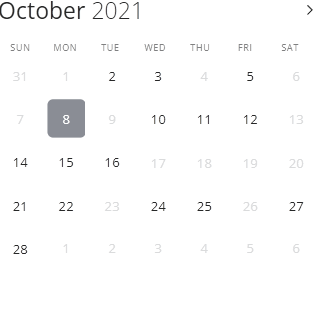 October 2021
SUN MON TUE WED THU FRI SAT
31 1 2 3 4 5 6
7 8 9 10 11 12 13
14 15 16 17 18 19 20
21 22 23 24 25 26 27
28 1 2 3 4 5 6